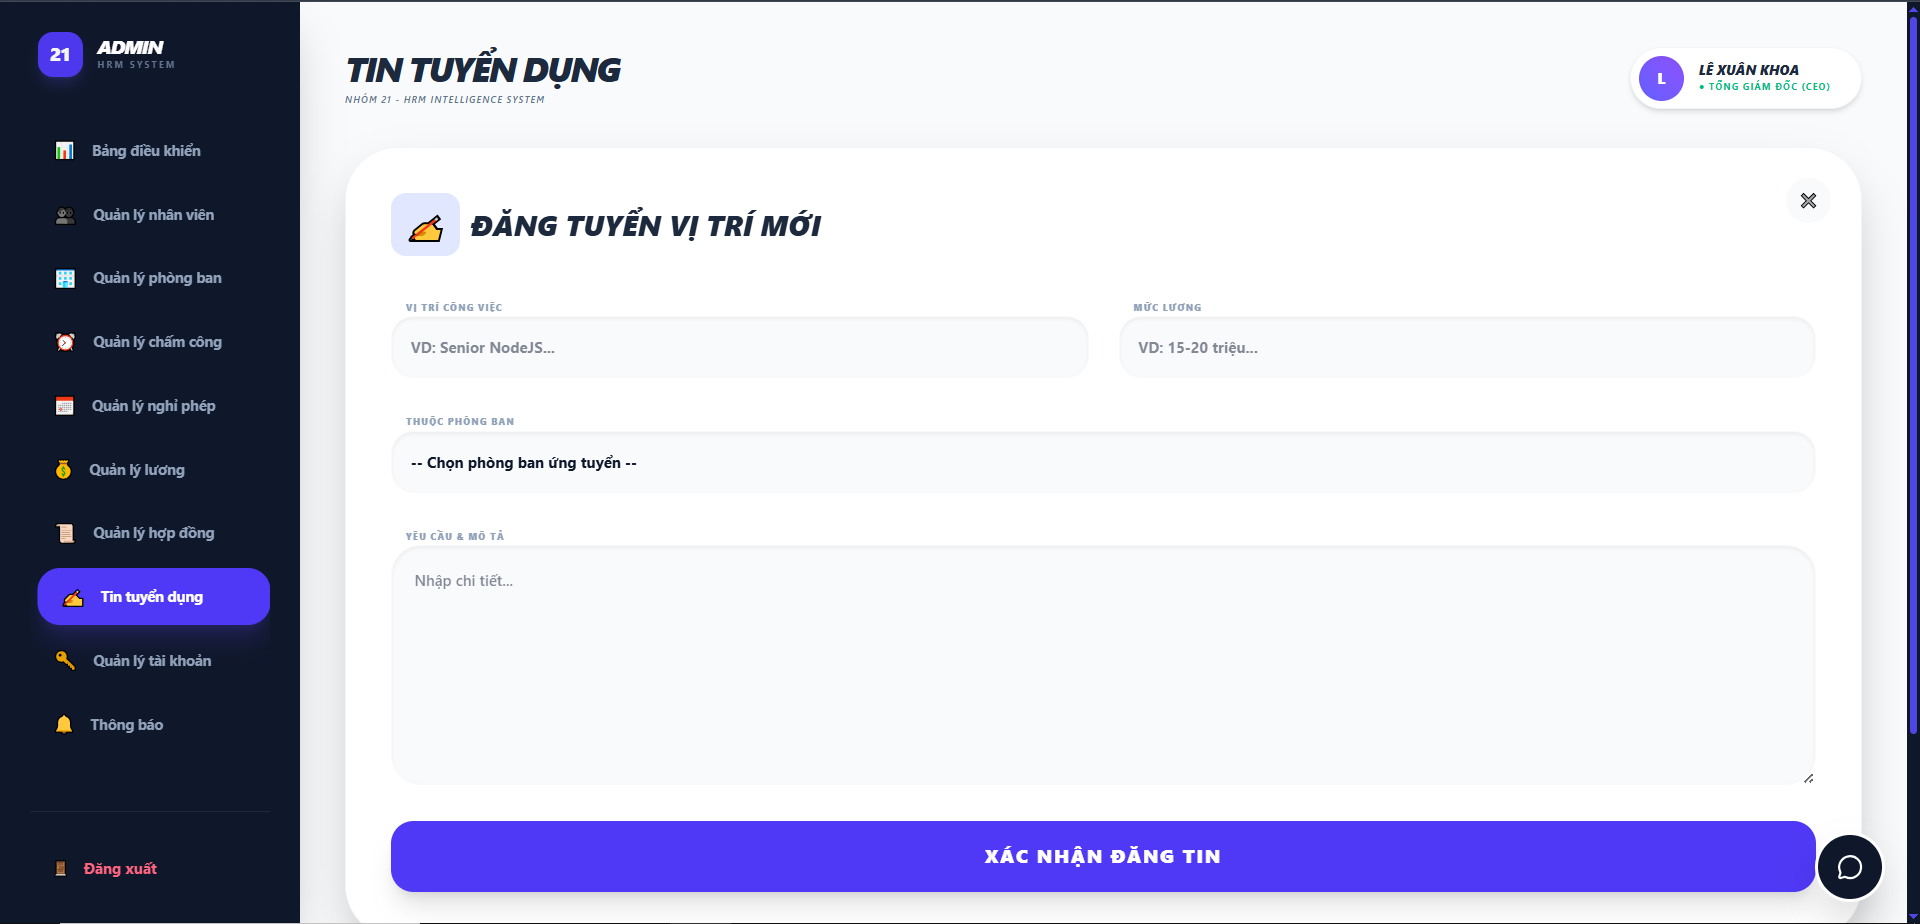 21
ADMIN
HRM SYSTEM
Bảng điều khiển
Quản lý nhân viên
Quản lý phòng ban
Quản lý chấm công
Quản lý nghỉ phép
Quản lý lương
Quản lý hợp đồng
Tin tuyển dụng
Quản lý tài khoản
Thông báo
Đăng xuất
TIN TUYỂN DỤNG
NHÓM 21 - HRM INTELLIGENCE SYSTEM
L
LÊ XUÂN KHOA
● TỔNG GIÁM ĐỐC (CEO)
ĐĂNG TUYỂN VỊ TRÍ MỚI
VỊ TRÍ CÔNG VIỆC
VD: Senior NodeJS...
MỨC LƯƠNG
VD: 15-20 triệu...
THUỘC PHÒNG BAN
-- Chọn phòng ban ứng tuyển --
YÊU CẦU & MÔ TẢ
Nhập chi tiết...
XÁC NHẬN ĐĂNG TIN